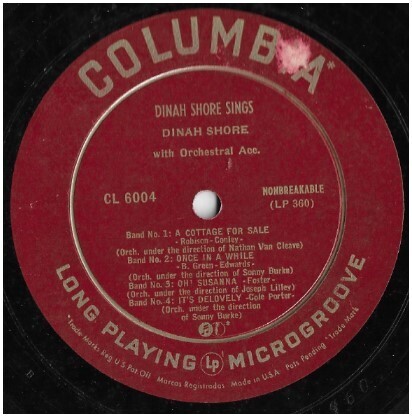 COLUMBIA
DINAH SHORE SINGS
DINAH SHORE
with Orchestral Acc.
CL 6004
NONBREAKABLE
(LP 360)
Band No. 1: A COTTAGE FOR SALE
- Robison - Conley -
(Orch. under the direction of Nathan Van Cleave)
Band No. 2: ONCE IN A WHILE
- B. Green - Edwards -
(Orch. under the direction of Sonny Burke)
Band No. 3: OH! SUSANNA - Foster -
(Orch. under the direction of Joseph Lilley)
Band No. 4: IT'S DELOVELY - Cole Porter -
(Orch. under the direction
of Sonny Burke)
LONG PLAYING Lp MICROGROOVE
"Trade Marks Reg. U.S. Pat. Off. Marcas Registradas Made in U.S.A. Pats. Pending - Trade Mark